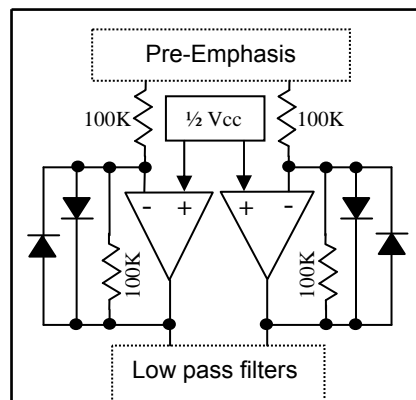 Pre-Emphasis
100K
½ Vcc
100K
- +
+ -
100K
100K
Low pass filters